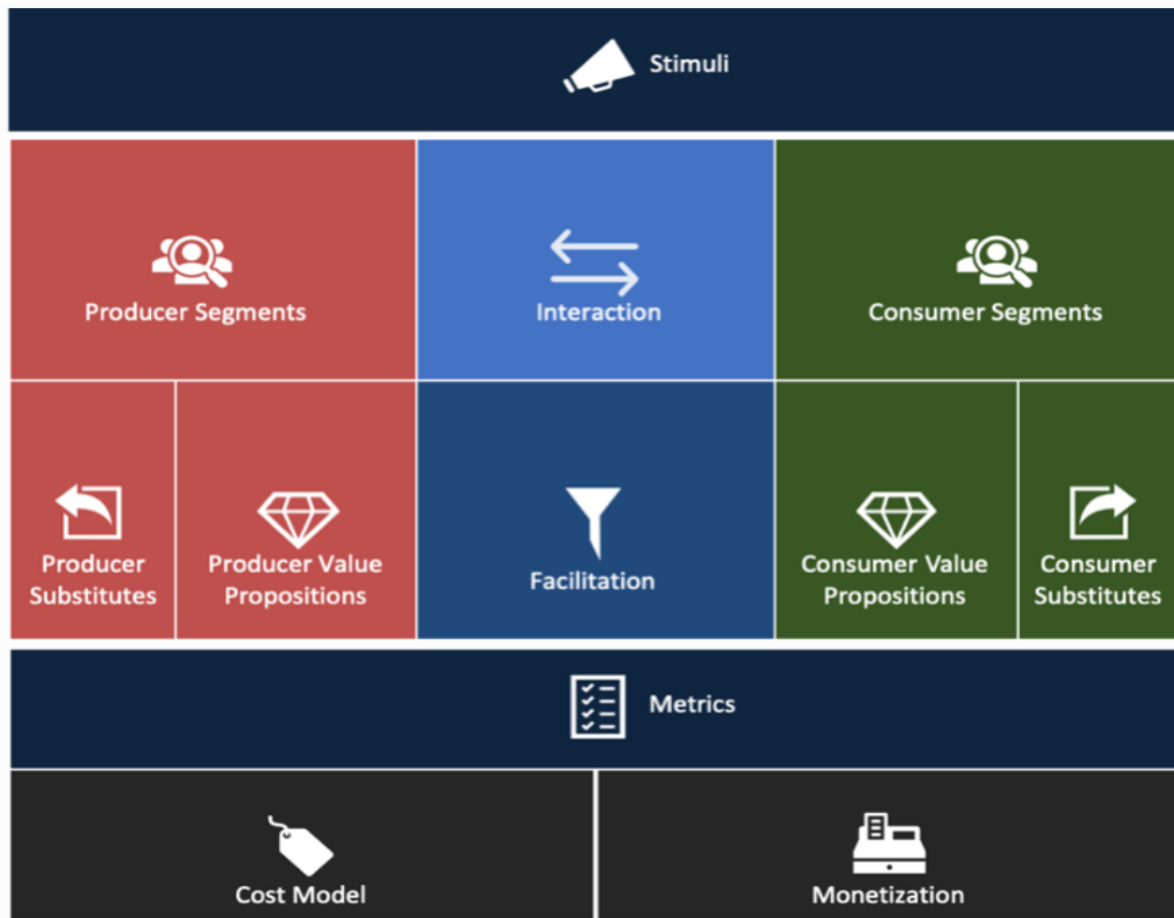 Stimuli
Producer Segments
Interaction
Consumer Segments
Producer
Substitutes
Producer Value
Propositions
Facilitation
Consumer Value
Propositions
Consumer
Substitutes
Metrics
Cost Model
Monetization